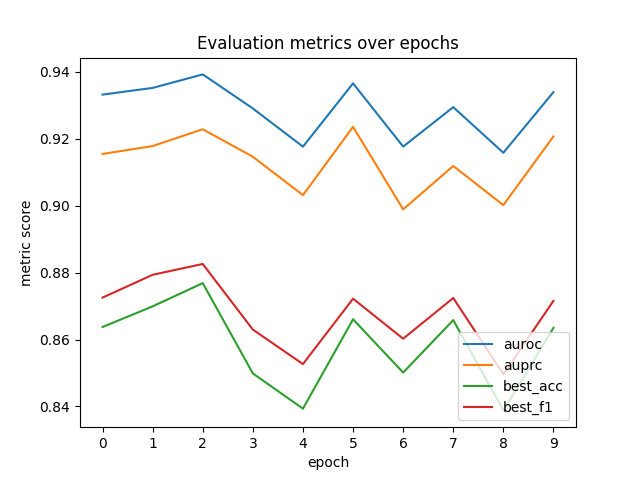 Evaluation metrics over epochs
metric score
0.94
0.92
0.90
0.88
0.86
0.84
auroc
auprc
best_acc
best_f1
0 1 2 3 4 5 6 7 8 9
epoch